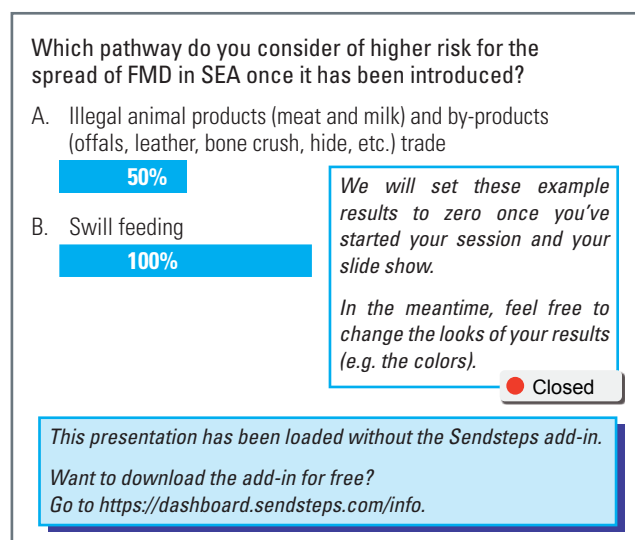 Which pathway do you consider of higher risk for the
spread of FMD in SEA once it has been introduced?
A. Illegal animal products (meat and milk) and by-products
(offals, leather, bone crush, hide, etc.) trade
50%
B. Swill feeding
100%
We will set these example
results to zero once you've
started your session and your
slide show.
In the meantime, feel free to
change the looks of your results
(e.g. the colors).
Closed
This presentation has been loaded without the Sendsteps add-in.
Want to download the add-in for free?
Go to https://dashboard.sendsteps.com/info.